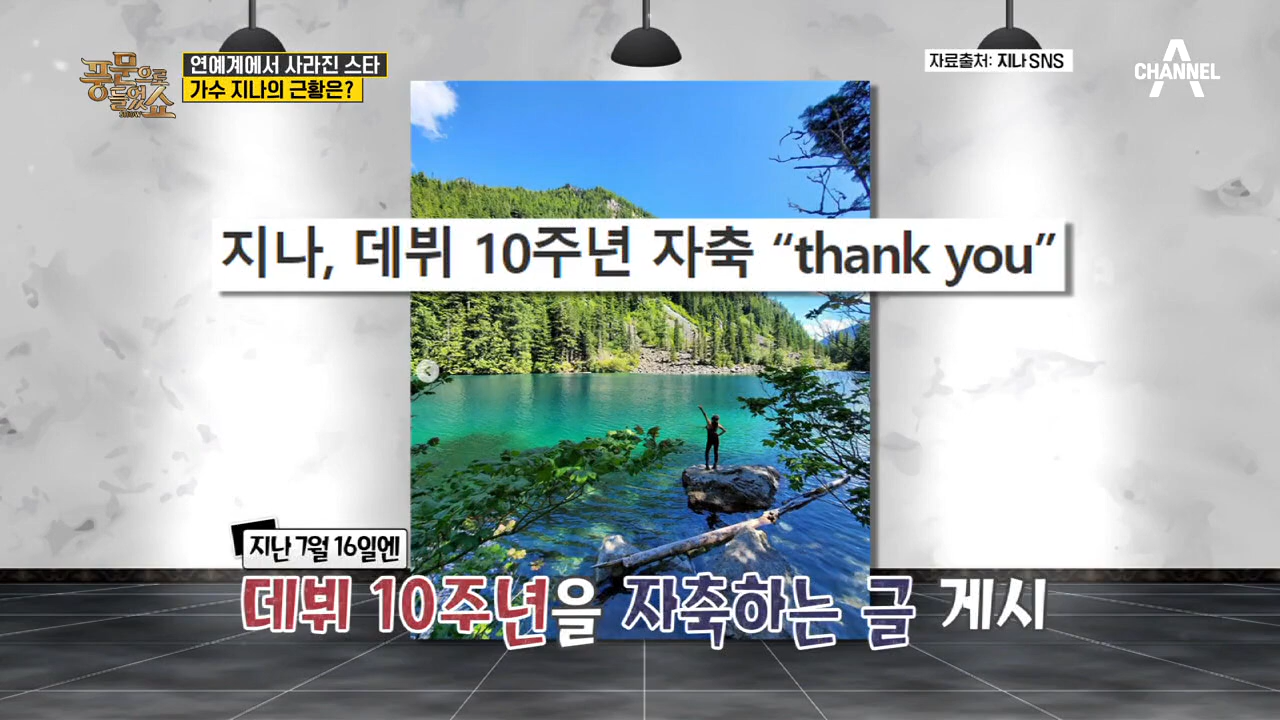 풍문으로
들었쇼
SHOW
연예계에서 사라진 스타
가수 지나의 근황은?
자료출처: 지나 SNS
CHANNEL A
지나, 데뷔 10주년 자축 “thank you”
지난 7월 16일엔
데뷔 10주년을 자축하는 글 게시